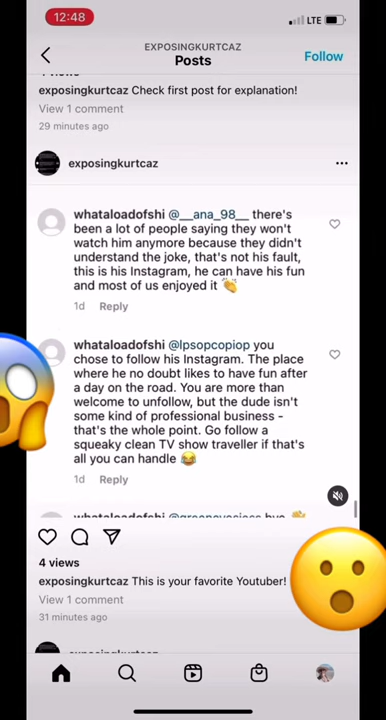 12:48
LTE
EXPOSINGKURTCAZ
Posts
Follow
exposingkurtcaz Check first post for explanation!
View 1 comment
29 minutes ago
exposingkurtcaz
whataloadofshi @__ana_98__ there's
been a lot of people saying they won't
watch him anymore because they didn't
understand the joke, that's not his fault,
this is his Instagram, he can have his fun
and most of us enjoyed it 👏
1d Reply
whataloadofshi @lpsopcopiop you
chose to follow his Instagram. The place
where he no doubt likes to have fun after
a day on the road. You are more than
welcome to unfollow, but the dude isn't
some kind of professional business -
that's the whole point. Go follow a
squeaky clean TV show traveller if that's
all you can handle 😂
1d Reply
whataloadofshi
4 views
exposingkurtcaz This is your favorite Youtuber!
View 1 comment
31 minutes ago